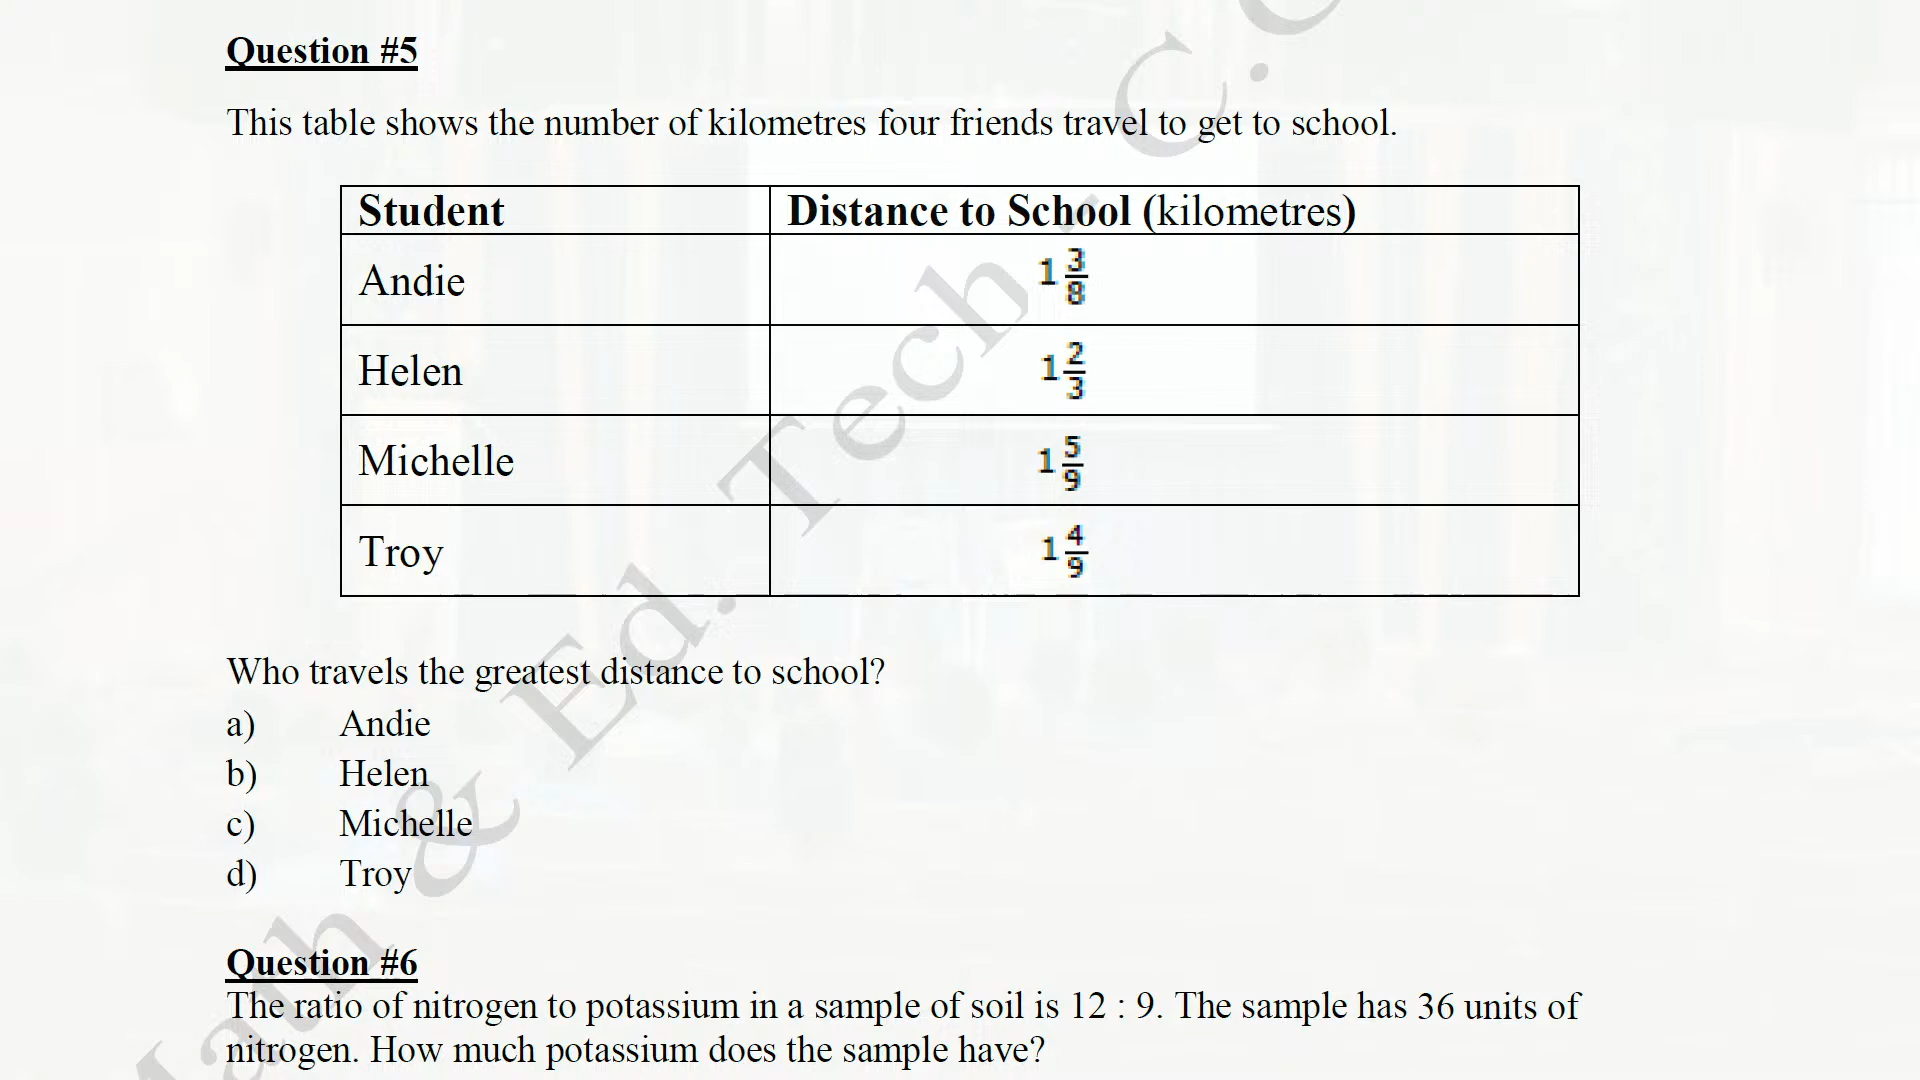 Question #5
This table shows the number of kilometres four friends travel to get to school.
Student Distance to School (kilometres)
Andie 1 3/8
Helen 1 2/3
Michelle 1 5/9
Troy 1 4/9
Who travels the greatest distance to school?
a) Andie
b) Helen
c) Michelle
d) Troy
Question #6
The ratio of nitrogen to potassium in a sample of soil is 12 : 9. The sample has 36 units of
nitrogen. How much potassium does the sample have?
Math & Ed. Tech - C.C